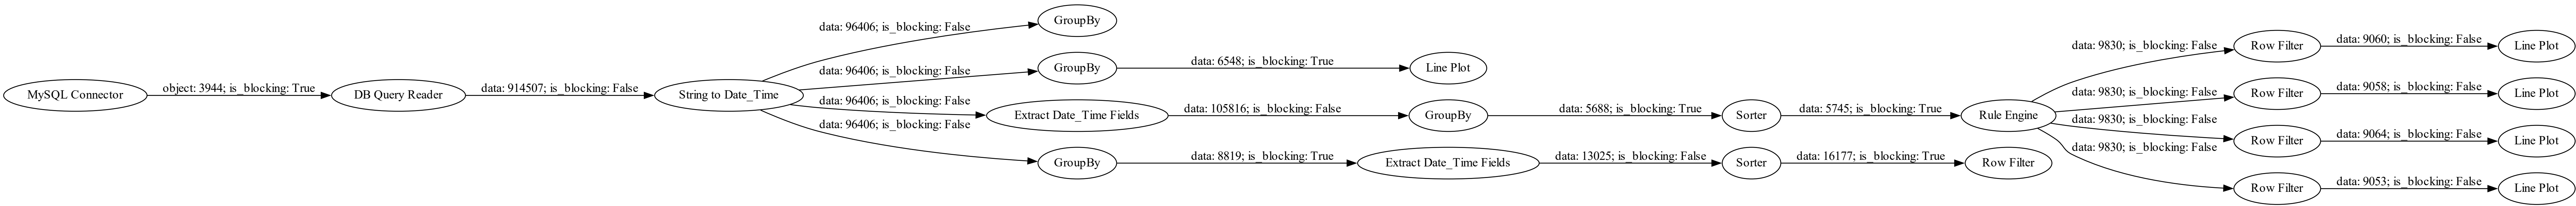 MySQL Connector
object: 3944; is_blocking: True
DB Query Reader
data: 914507; is_blocking: False
String to Date_Time
data: 96406; is_blocking: False
GroupBy
data: 96406; is_blocking: False
GroupBy
data: 6548; is_blocking: True
Line Plot
data: 96406; is_blocking: False
Extract Date_Time Fields
data: 105816; is_blocking: False
GroupBy
data: 5688; is_blocking: True
Sorter
data: 5745; is_blocking: True
Rule Engine
data: 96406; is_blocking: False
GroupBy
data: 8819; is_blocking: True
Extract Date_Time Fields
data: 13025; is_blocking: False
Sorter
data: 16177; is_blocking: True
Row Filter
data: 9830; is_blocking: False
Row Filter
data: 9060; is_blocking: False
Line Plot
data: 9830; is_blocking: False
Row Filter
data: 9058; is_blocking: False
Line Plot
data: 9830; is_blocking: False
Row Filter
data: 9064; is_blocking: False
Line Plot
data: 9830; is_blocking: False
Row Filter
data: 9053; is_blocking: False
Line Plot